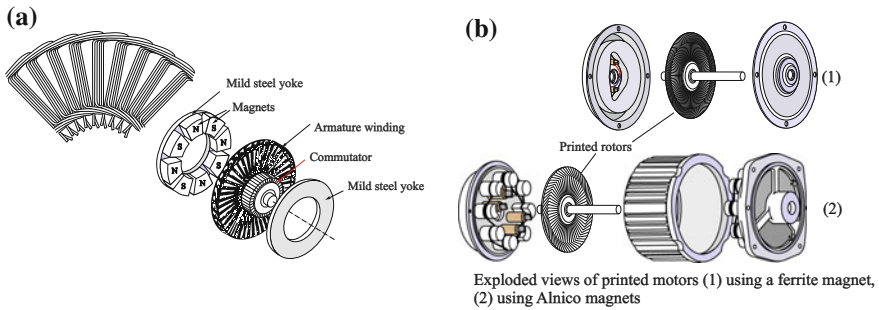 (a)
Mild steel yoke
Magnets
N
S
S
N
S
N
N
S
Armature winding
Commutator
Mild steel yoke
(b)
(1)
Printed rotors
(2)
Exploded views of printed motors (1) using a ferrite magnet,
(2) using Alnico magnets